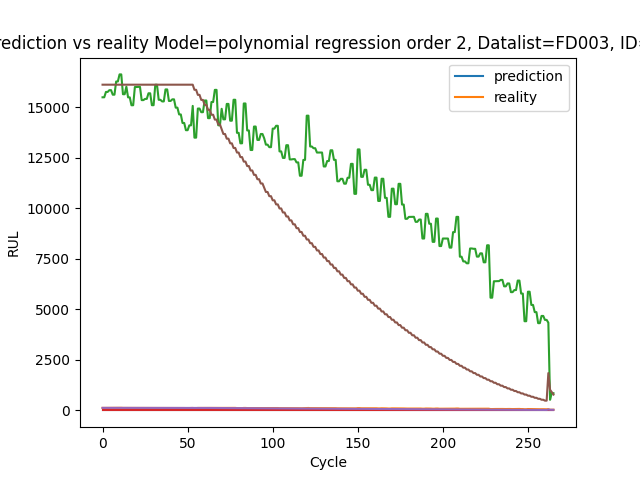 rediction vs reality Model=polynomial regression order 2, Datalist=FD003, ID=
prediction
reality
RUL
15000
12500
10000
7500
5000
2500
0
0 50 100 150 200 250
Cycle